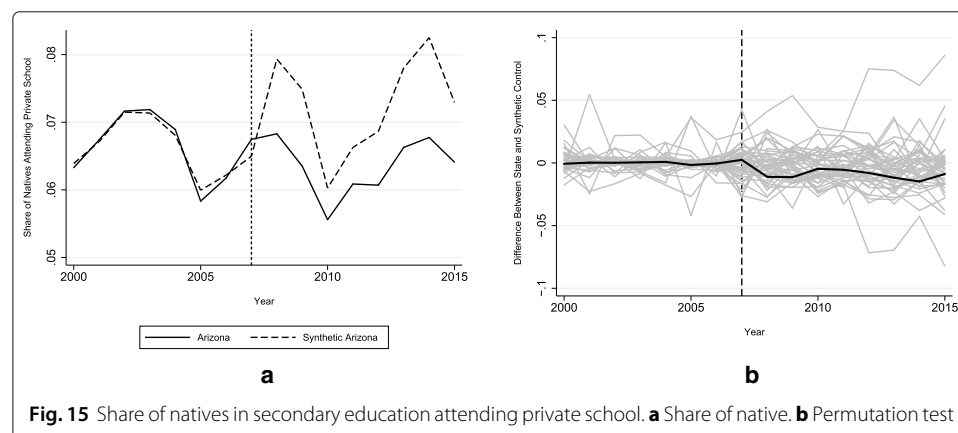 Share of Natives Attending Private School
.08
.07
.06
.05
2000
2005
2010
2015
Year
Arizona
Synthetic Arizona
a
Difference Between State and Synthetic Control
.1
.05
0
-.05
-.1
2000
2005
2010
2015
Year
b
Fig. 15 Share of natives in secondary education attending private school. a Share of native. b Permutation test